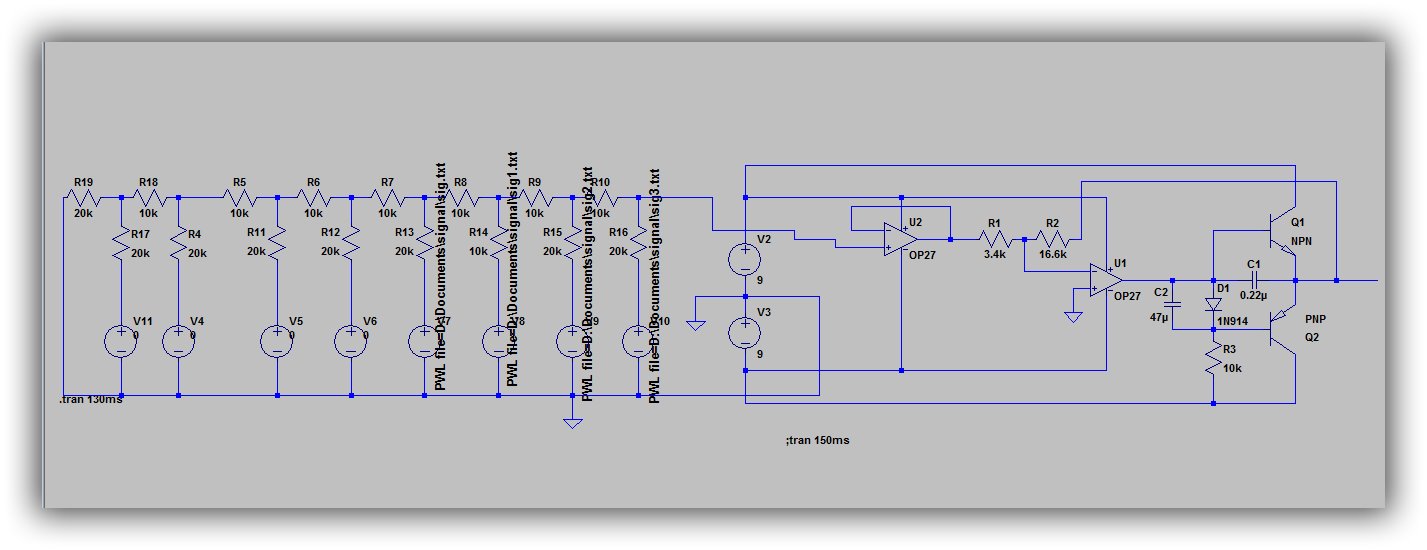 R19
20k
R18
10k
R5
10k
R6
10k
R7
10k
R8
10k
R9
10k
R10
10k
R17
20k
R4
20k
R11
20k
R12
20k
R13
20k
R14
10k
R15
20k
R16
20k
V11
0
V4
0
V5
0
V6
0
PWL file=D:\Documents\signal\sig.txt
PWL file=D:\Documents\signal\sig1.txt
PWL file=D:\Documents\signal\sig2.txt
PWL file=D:\Documents\signal\sig3.txt
.tran 130ms
V2
9
V3
9
U2
OP27
R1
3.4k
R2
16.6k
U1
OP27
C2
47µ
D1
1N914
C1
0.22µ
R3
10k
Q1
NPN
PNP
Q2
;tran 150ms